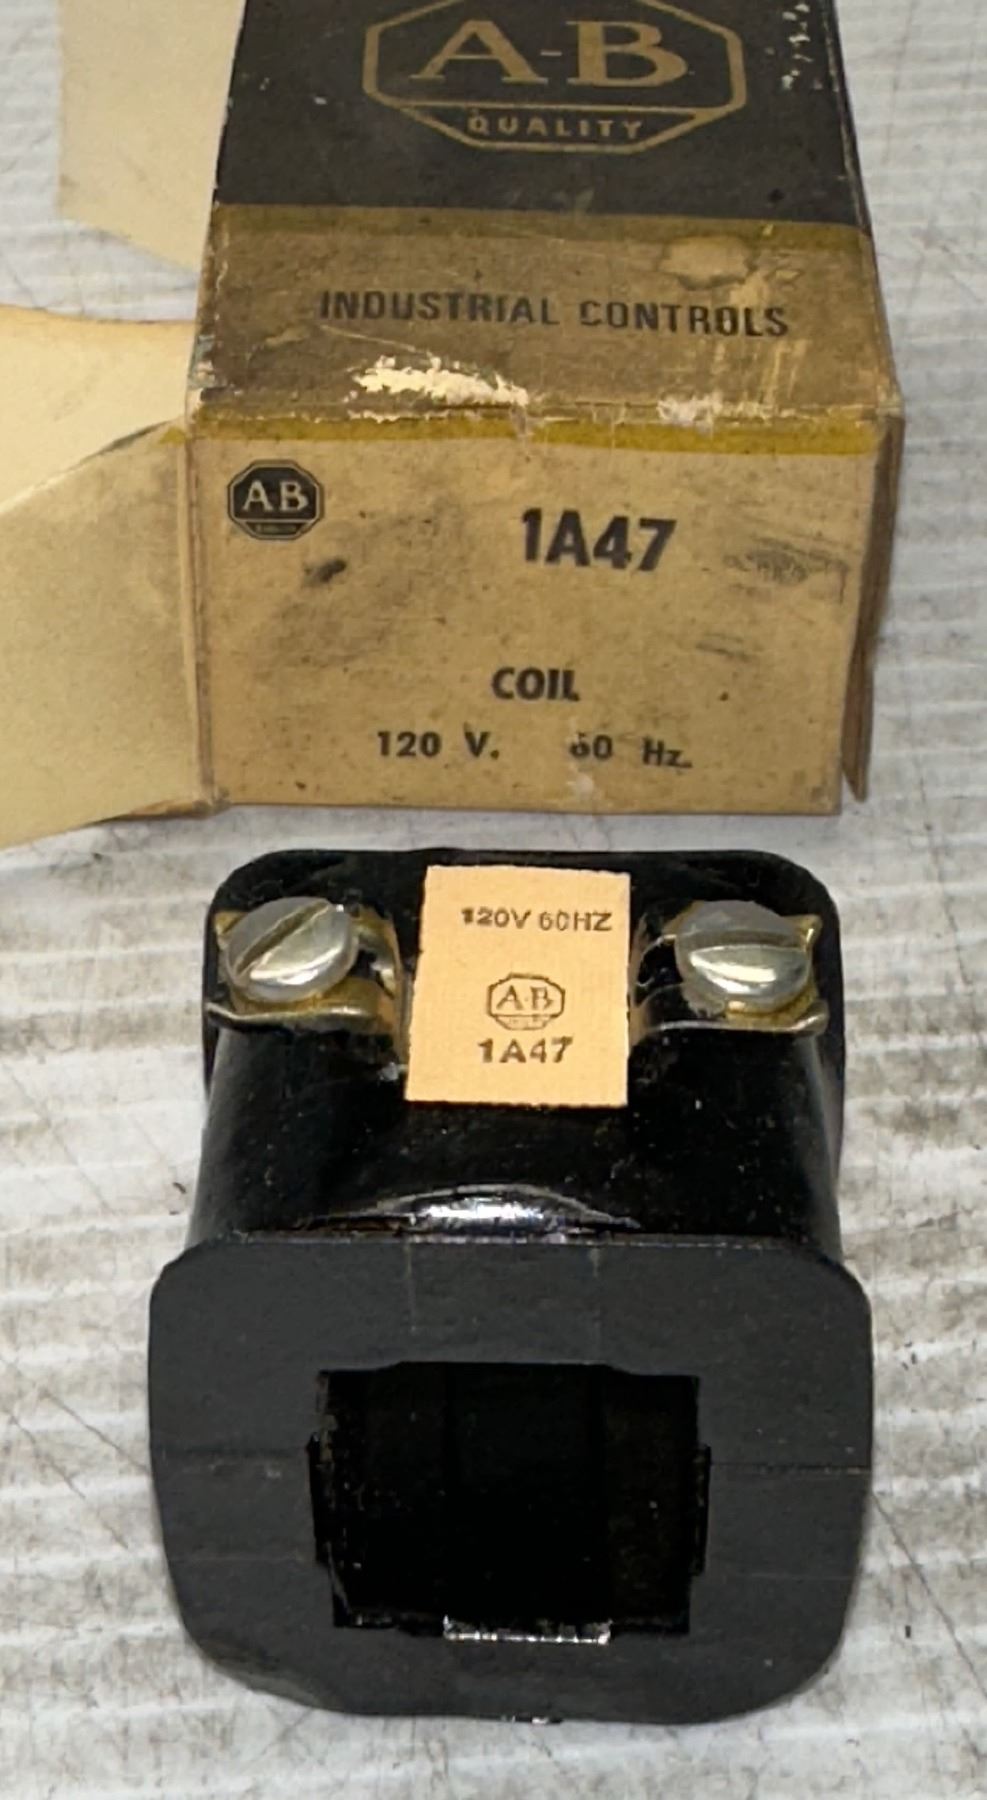 A-B
QUALITY
INDUSTRIAL CONTROLS
A-B
1A47
COIL
120 V. 60 Hz.
120V 60HZ
A-B
1A47